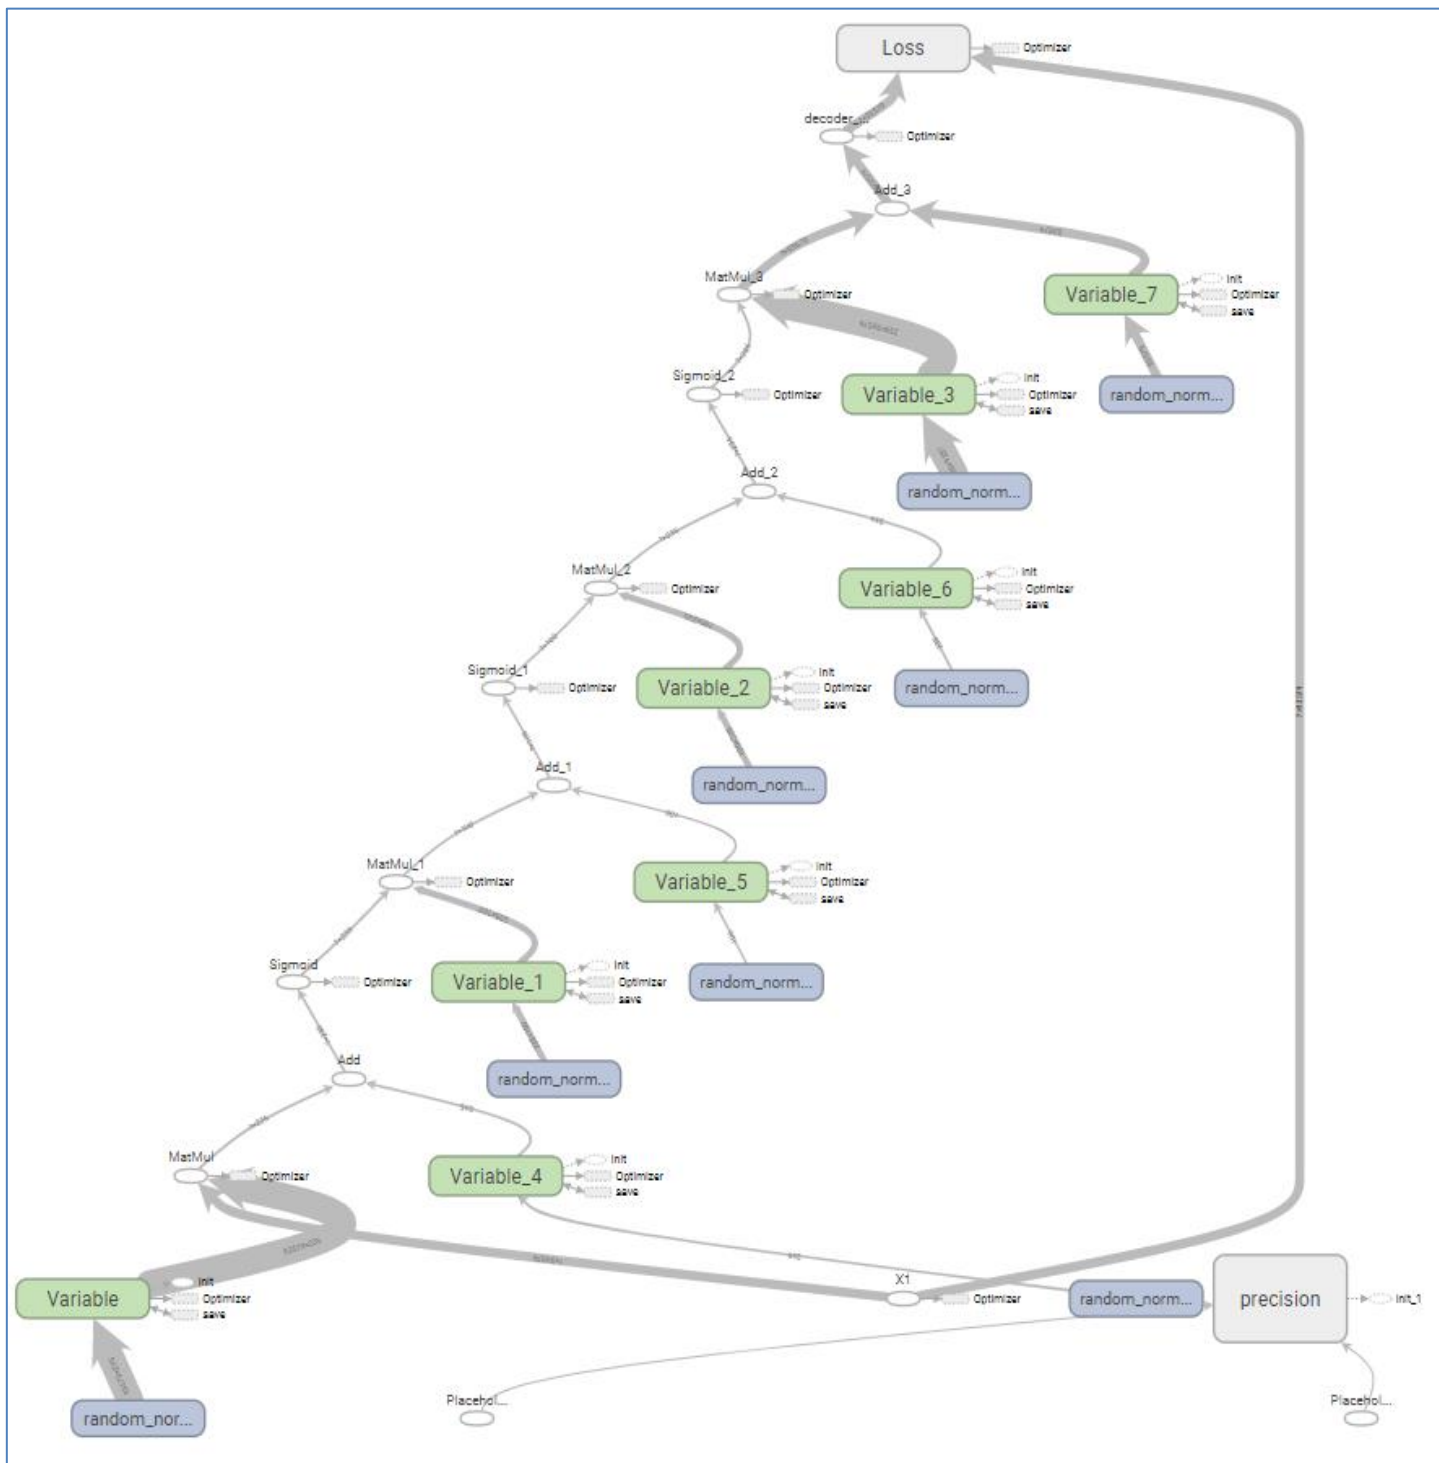 Loss
Optimizer
decoder_...
Optimizer
Add_3
MatMul_3
Optimizer
Variable_7
init
Optimizer
save
Sigmoid_2
Optimizer
Variable_3
init
Optimizer
save
random_norm...
Add_2
random_norm...
MatMul_2
Optimizer
Variable_6
init
Optimizer
save
Sigmoid_1
Optimizer
Variable_2
init
Optimizer
save
random_norm...
Add_1
random_norm...
MatMul_1
Optimizer
Variable_5
init
Optimizer
save
Sigmoid
Optimizer
Variable_1
init
Optimizer
save
random_norm...
Add
random_norm...
MatMul
Optimizer
Variable_4
init
Optimizer
save
Variable
init
Optimizer
save
X1
Optimizer
random_norm...
precision
init_1
random_nor...
Placehol...
Placehol...